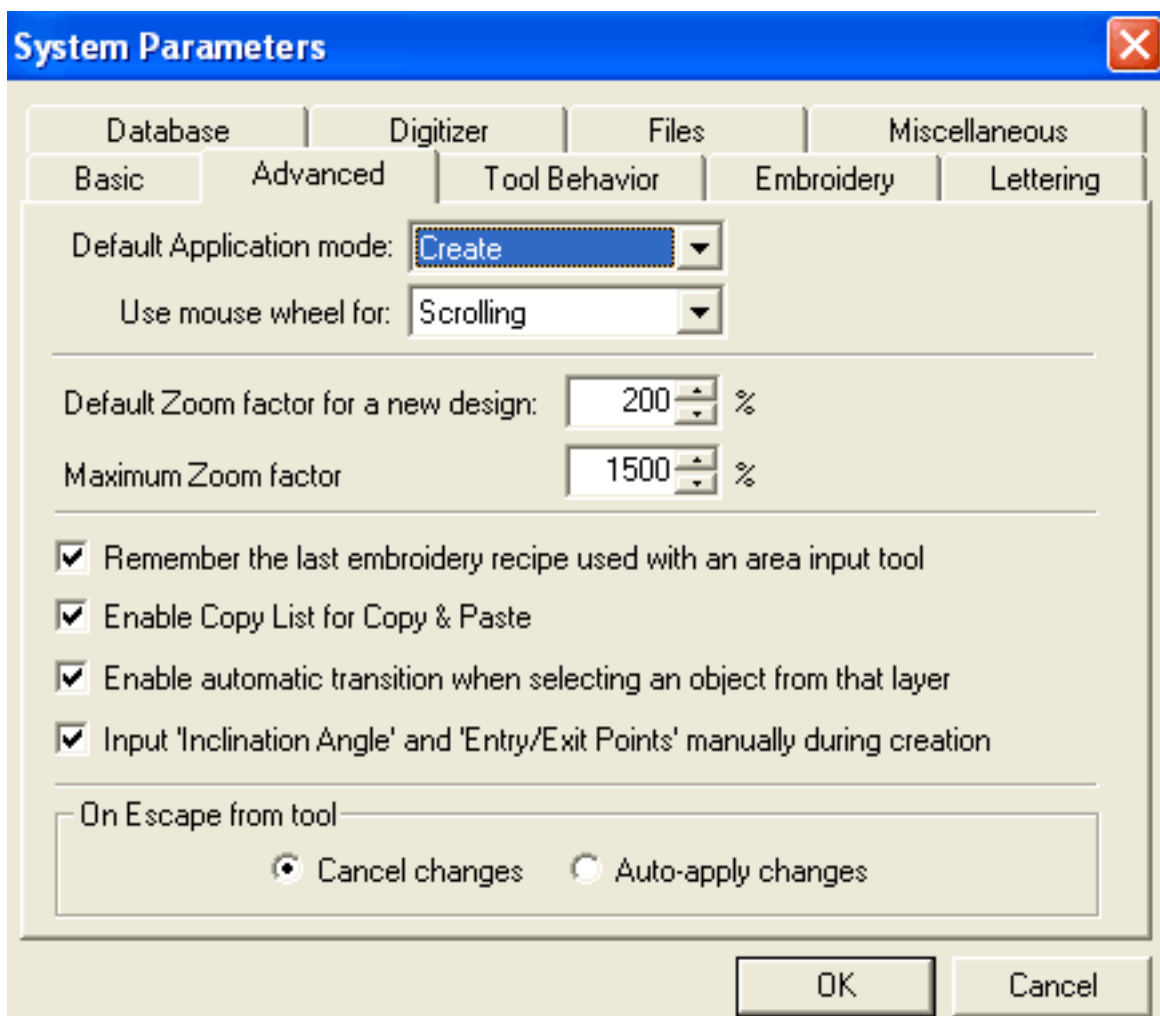 System Parameters
Database Digitizer Files Miscellaneous
Basic Advanced Tool Behavior Embroidery Lettering
Default Application mode: Create
Use mouse wheel for: Scrolling
Default Zoom factor for a new design: 200 %
Maximum Zoom factor 1500 %
Remember the last embroidery recipe used with an area input tool
Enable Copy List for Copy & Paste
Enable automatic transition when selecting an object from that layer
Input 'Inclination Angle' and 'Entry/Exit Points' manually during creation
On Escape from tool
Cancel changes Auto-apply changes
OK Cancel